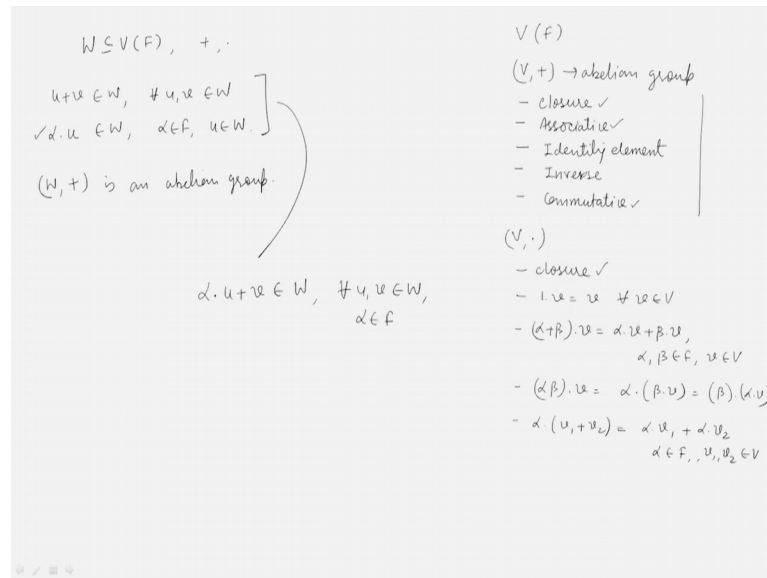 W ⊆ V(F), +, .
u+v ∈ W, ∀ u,v ∈ W
✓α.u ∈ W, α∈F, u∈W.
(W,+) is an abelian group.
α.u+v ∈ W, ∀ u,v ∈ W,
α ∈ F
V(F)
(V,+) → abelian group
- closure ✓
- Associative ✓
- Identity element
- Inverse
- Commutative ✓
(V, .)
- closure ✓
- 1.v = v ∀ v ∈ V
- (α+β).v = α.v+β.v,
α, β ∈ F, v ∈ V
- (αβ).v = α.(β.v) = (β).(α.v)
- α.(v₁+v₂) = α.v₁ + α.v₂
α ∈ F, , v₁,v₂ ∈ V